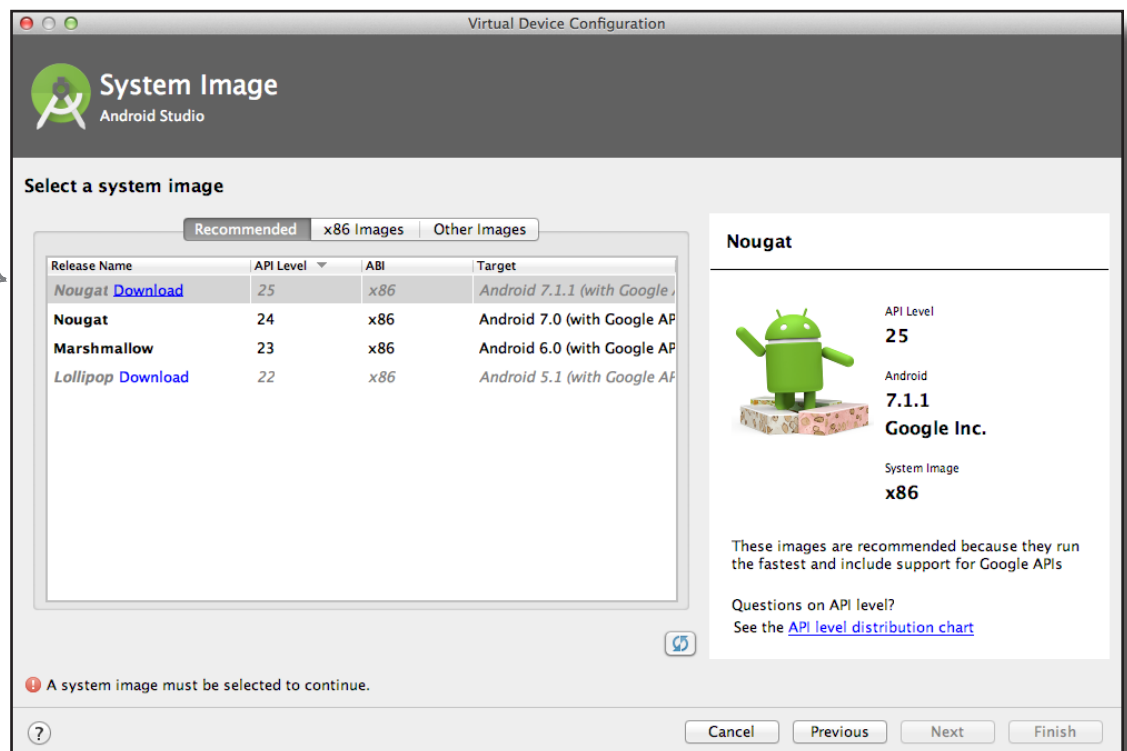 Virtual Device Configuration
System Image
Android Studio
Select a system image
Recommended x86 Images Other Images
Release Name API Level ABI Target
Nougat Download 25 x86 Android 7.1.1 (with Google
Nougat 24 x86 Android 7.0 (with Google AP
Marshmallow 23 x86 Android 6.0 (with Google AP
Lollipop Download 22 x86 Android 5.1 (with Google AP
Nougat
API Level
25
Android
7.1.1
Google Inc.
System Image
x86
These images are recommended because they run
the fastest and include support for Google APIs
Questions on API level?
See the API level distribution chart
! A system image must be selected to continue.
? Cancel Previous Next Finish